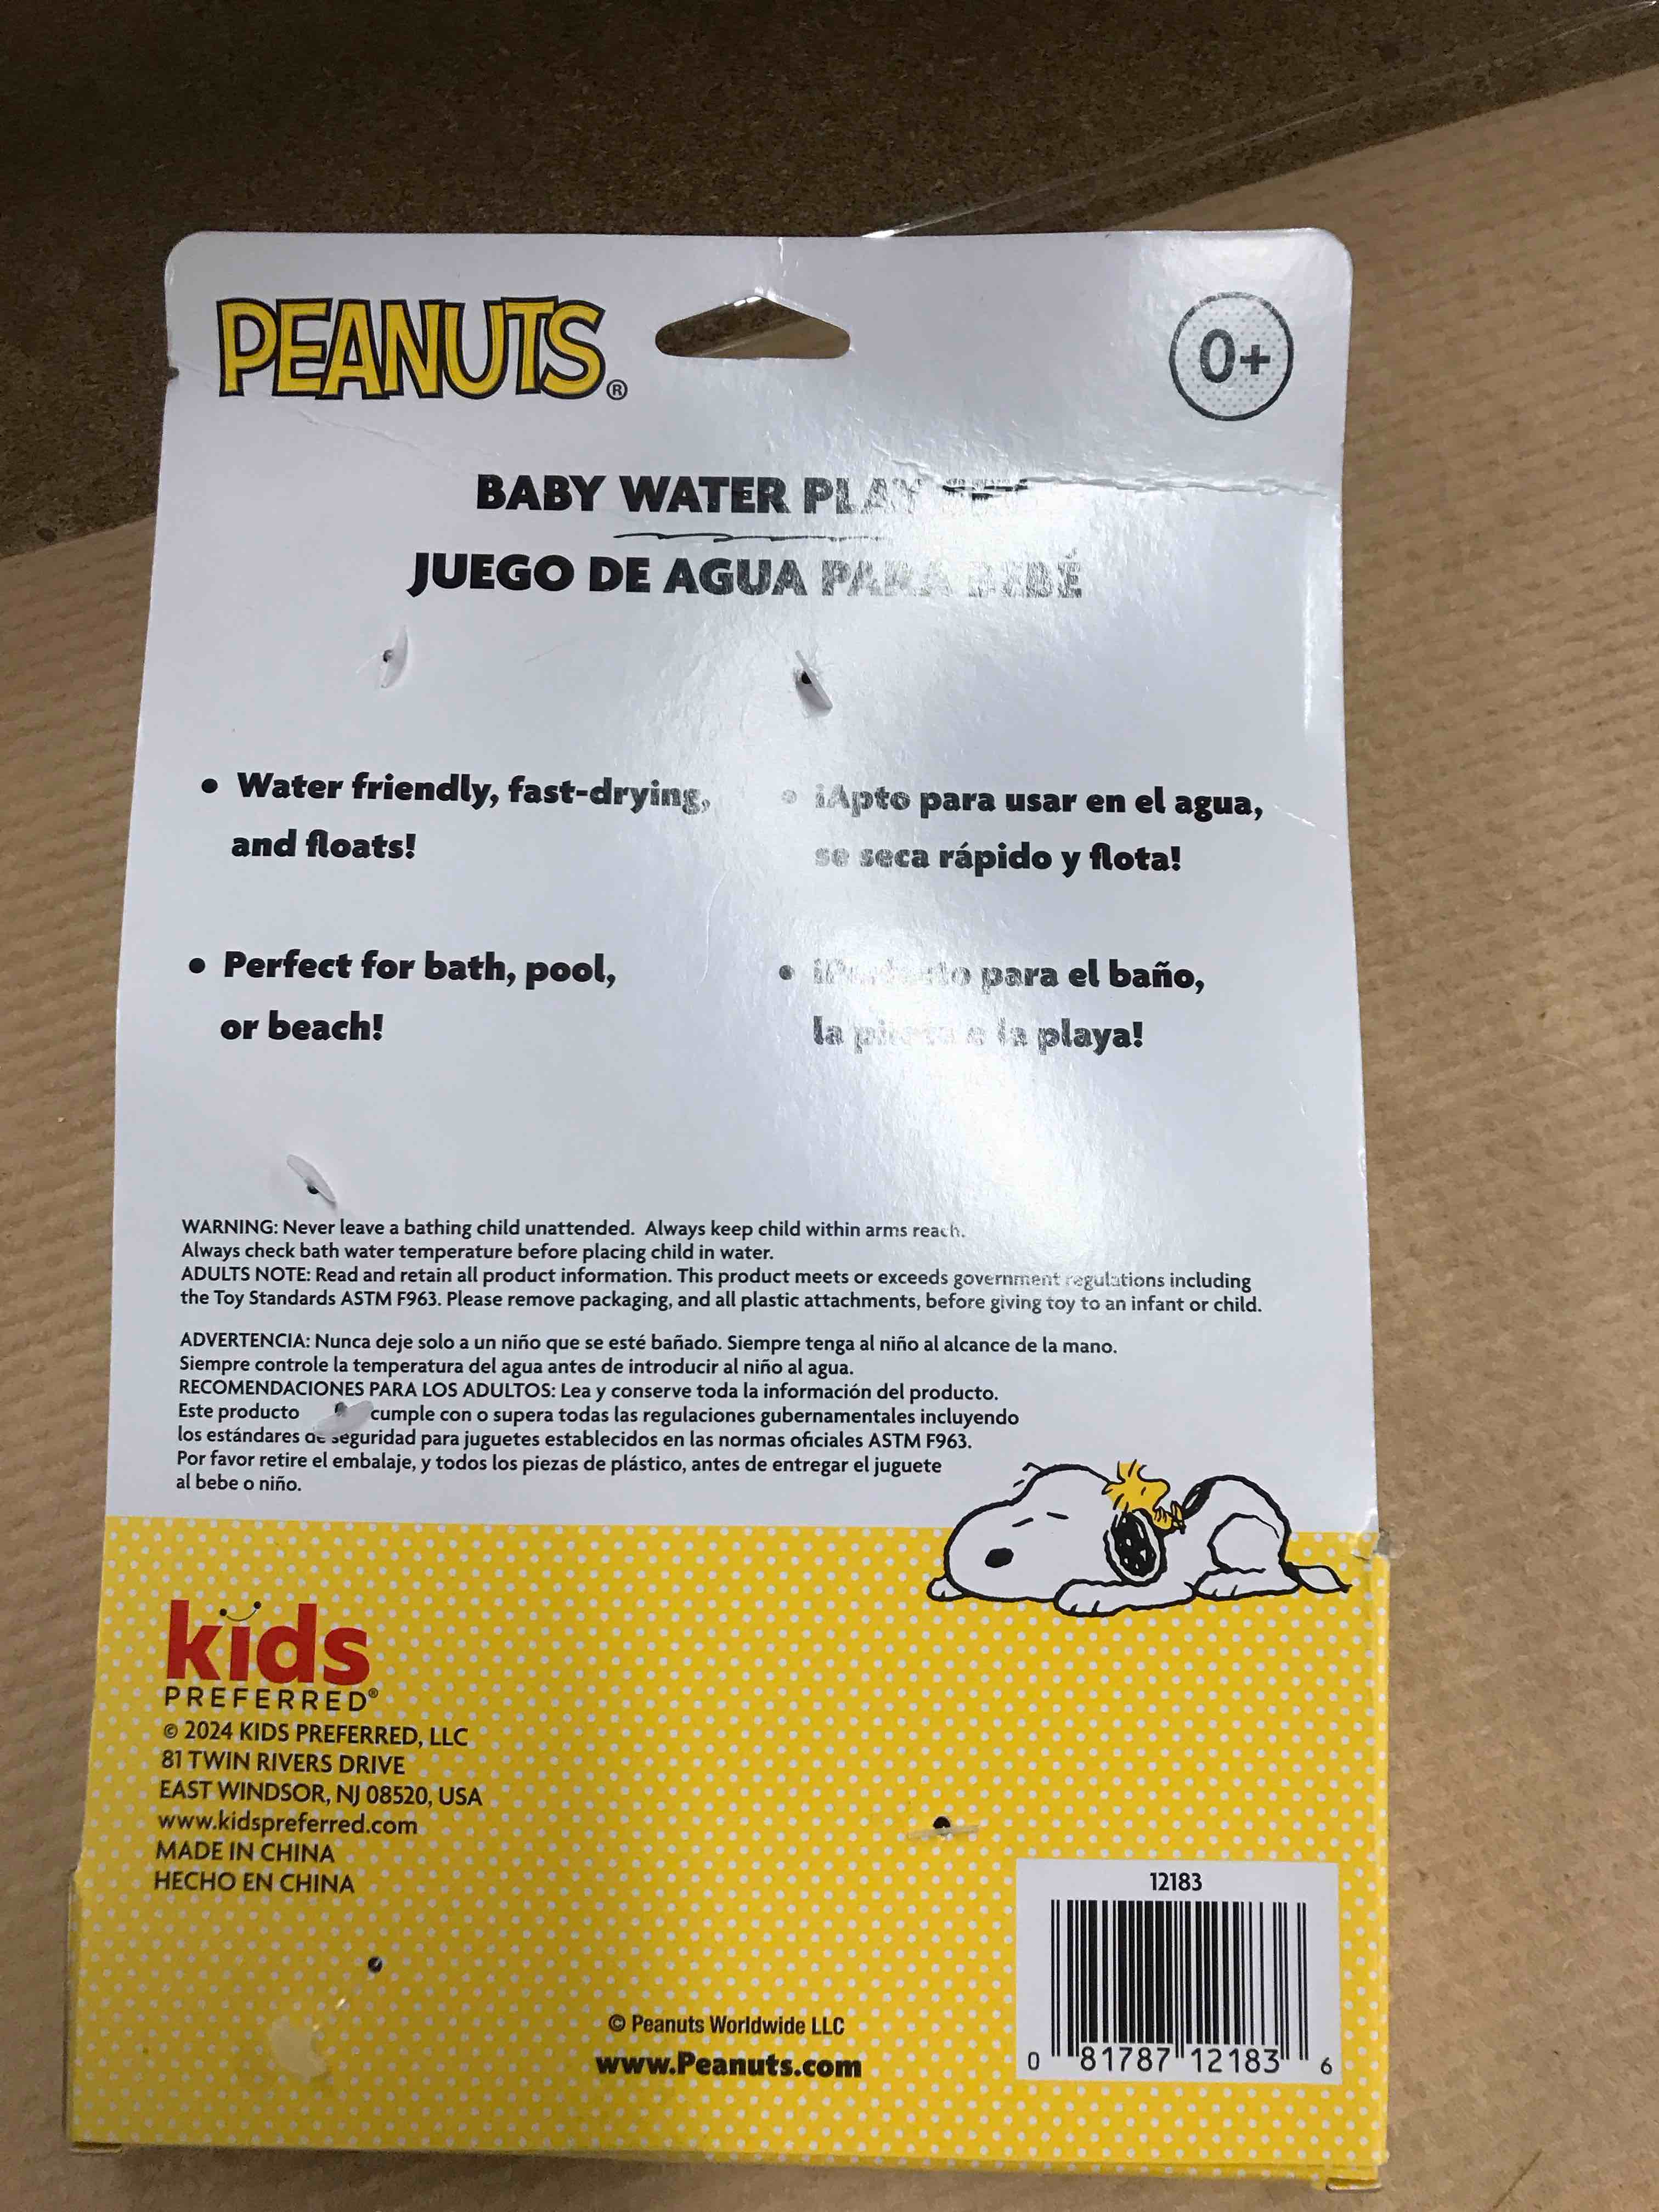 PEANUTS®
0+
BABY WATER PLAY
JUEGO DE AGUA PARA BEBÉ
• Water friendly, fast-drying,
and floats!
• ¡Apto para usar en el agua,
se seca rápido y flota!
• Perfect for bath, pool,
or beach!
• ¡Perfecto para el baño,
la piscina o la playa!
WARNING: Never leave a bathing child unattended. Always keep child within arms reach.
Always check bath water temperature before placing child in water.
ADULTS NOTE: Read and retain all product information. This product meets or exceeds government regulations including
the Toy Standards ASTM F963. Please remove packaging, and all plastic attachments, before giving toy to an infant or child.
ADVERTENCIA: Nunca deje solo a un niño que se esté bañado. Siempre tenga al niño al alcance de la mano.
Siempre controle la temperatura del agua antes de introducir al niño al agua.
RECOMENDACIONES PARA LOS ADULTOS: Lea y conserve toda la información del producto.
Este producto cumple con o supera todas las regulaciones gubernamentales incluyendo
los estándares de seguridad para juguetes establecidos en las normas oficiales ASTM F963.
Por favor retire el embalaje, y todos los piezas de plástico, antes de entregar el juguete
al bebe o niño.
kids
PREFERRED®
© 2024 KIDS PREFERRED, LLC
81 TWIN RIVERS DRIVE
EAST WINDSOR, NJ 08520, USA
www.kidspreferred.com
MADE IN CHINA
HECHO EN CHINA
© Peanuts Worldwide LLC
www.Peanuts.com
12183
0 81787 12183 6